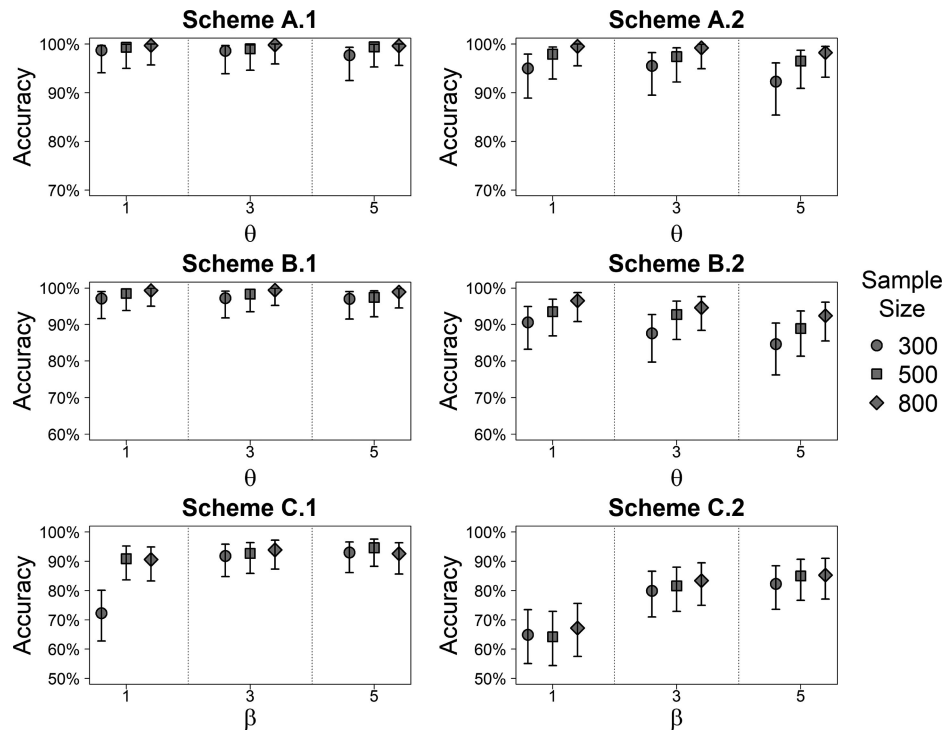 Scheme A.1
Accuracy
100%
90%
80%
70%
1 3 5
θ
Scheme A.2
Accuracy
100%
90%
80%
70%
1 3 5
θ
Scheme B.1
Accuracy
100%
90%
80%
70%
60%
1 3 5
θ
Scheme B.2
Accuracy
100%
90%
80%
70%
60%
1 3 5
θ
Sample
Size
300
500
800
Scheme C.1
Accuracy
100%
90%
80%
70%
60%
50%
1 3 5
β
Scheme C.2
Accuracy
100%
90%
80%
70%
60%
50%
1 3 5
β